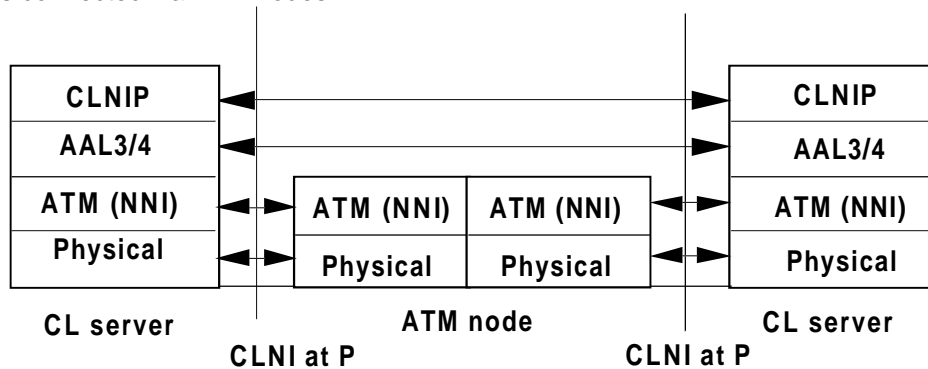 CLNIP
CLNIP
AAL3/4
AAL3/4
ATM (NNI)
ATM (NNI)
ATM (NNI)
ATM (NNI)
Physical
Physical
Physical
Physical
CL server
ATM node
CL server
CLNI at P
CLNI at P